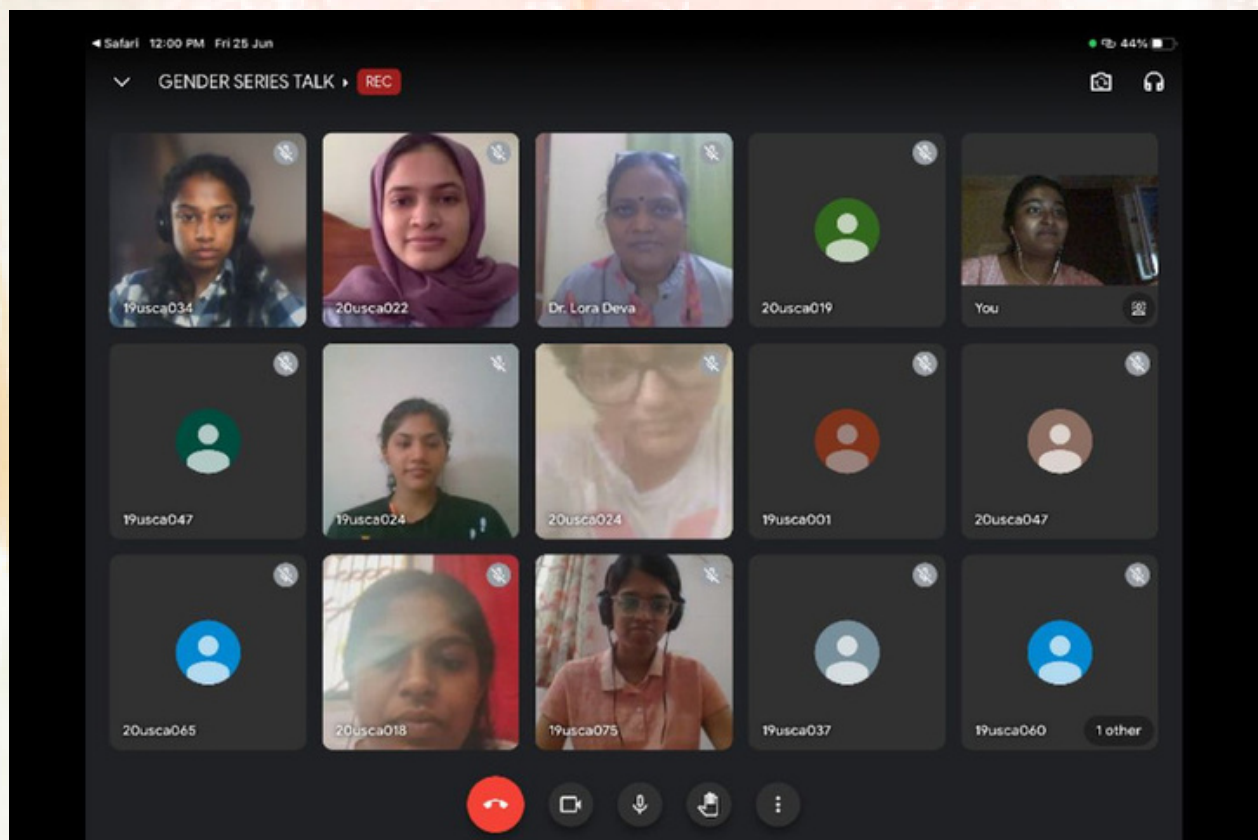 Safari 12:00 PM Fri 25 Jun 44%
GENDER SERIES TALK REC
19usca034 20usca022 Dr. Lora Deva 20usca019 You
19usca047 19usca024 20usca024 19usca001 20usca047
20usca065 20usca018 19usca075 19usca037 19usca060 1 other